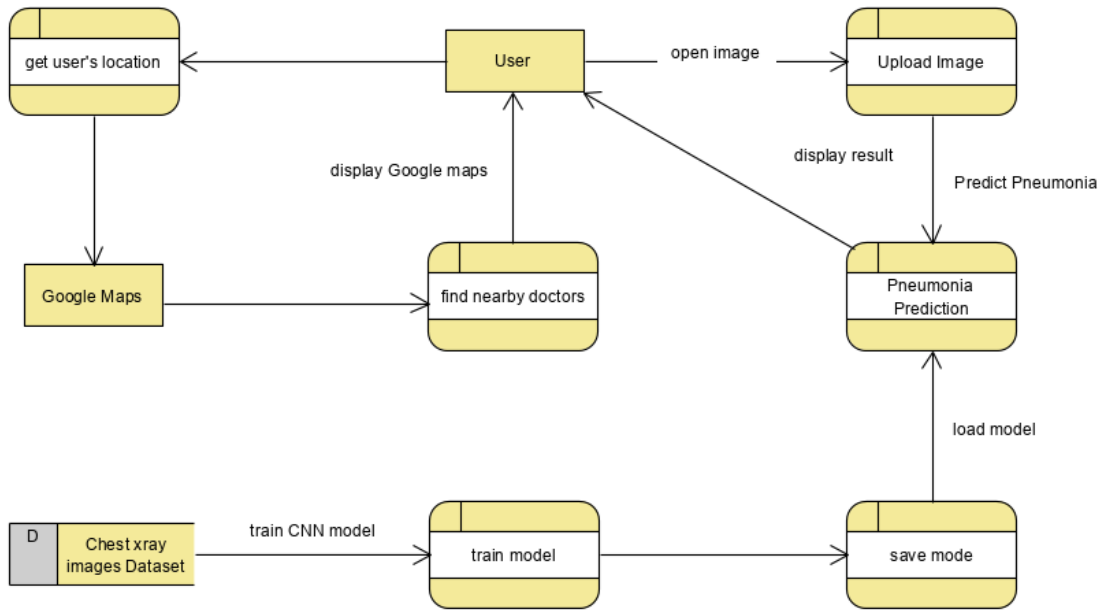 get user's location
User
open image
Upload Image
display Google maps
display result
Predict Pneumonia
Google Maps
find nearby doctors
Pneumonia
Prediction
load model
D
Chest xray
images Dataset
train CNN model
train model
save mode